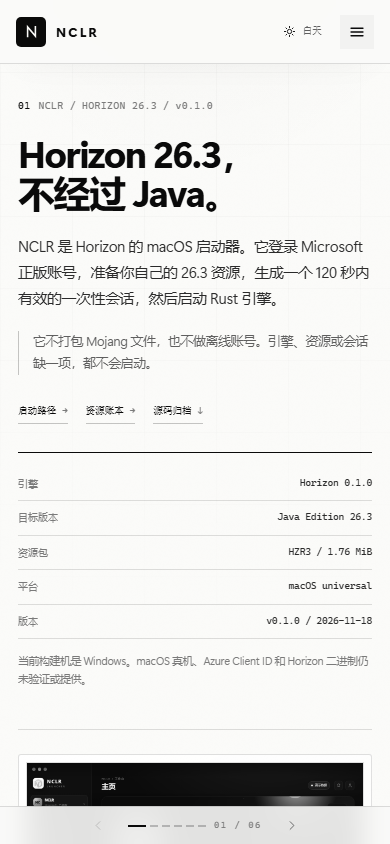 N NCLR 白天
01 NCLR / HORIZON 26.3 / v0.1.0
Horizon 26.3，
不经过 Java。
NCLR 是 Horizon 的 macOS 启动器。它登录 Microsoft
正版账号，准备你自己的 26.3 资源，生成一个 120 秒内
有效的一次性会话，然后启动 Rust 引擎。
它不打包 Mojang 文件，也不做离线账号。引擎、资源或会话
缺一项，都不会启动。
启动路径 → 资源账本 → 源码归档 ↓
引擎 Horizon 0.1.0
目标版本 Java Edition 26.3
资源包 HZR3 / 1.76 MiB
平台 macOS universal
版本 v0.1.0 / 2026-11-18
当前构建机是 Windows。macOS 真机、Azure Client ID 和 Horizon 二进制仍
未验证或提供。
N NCLR
主页
01 / 06